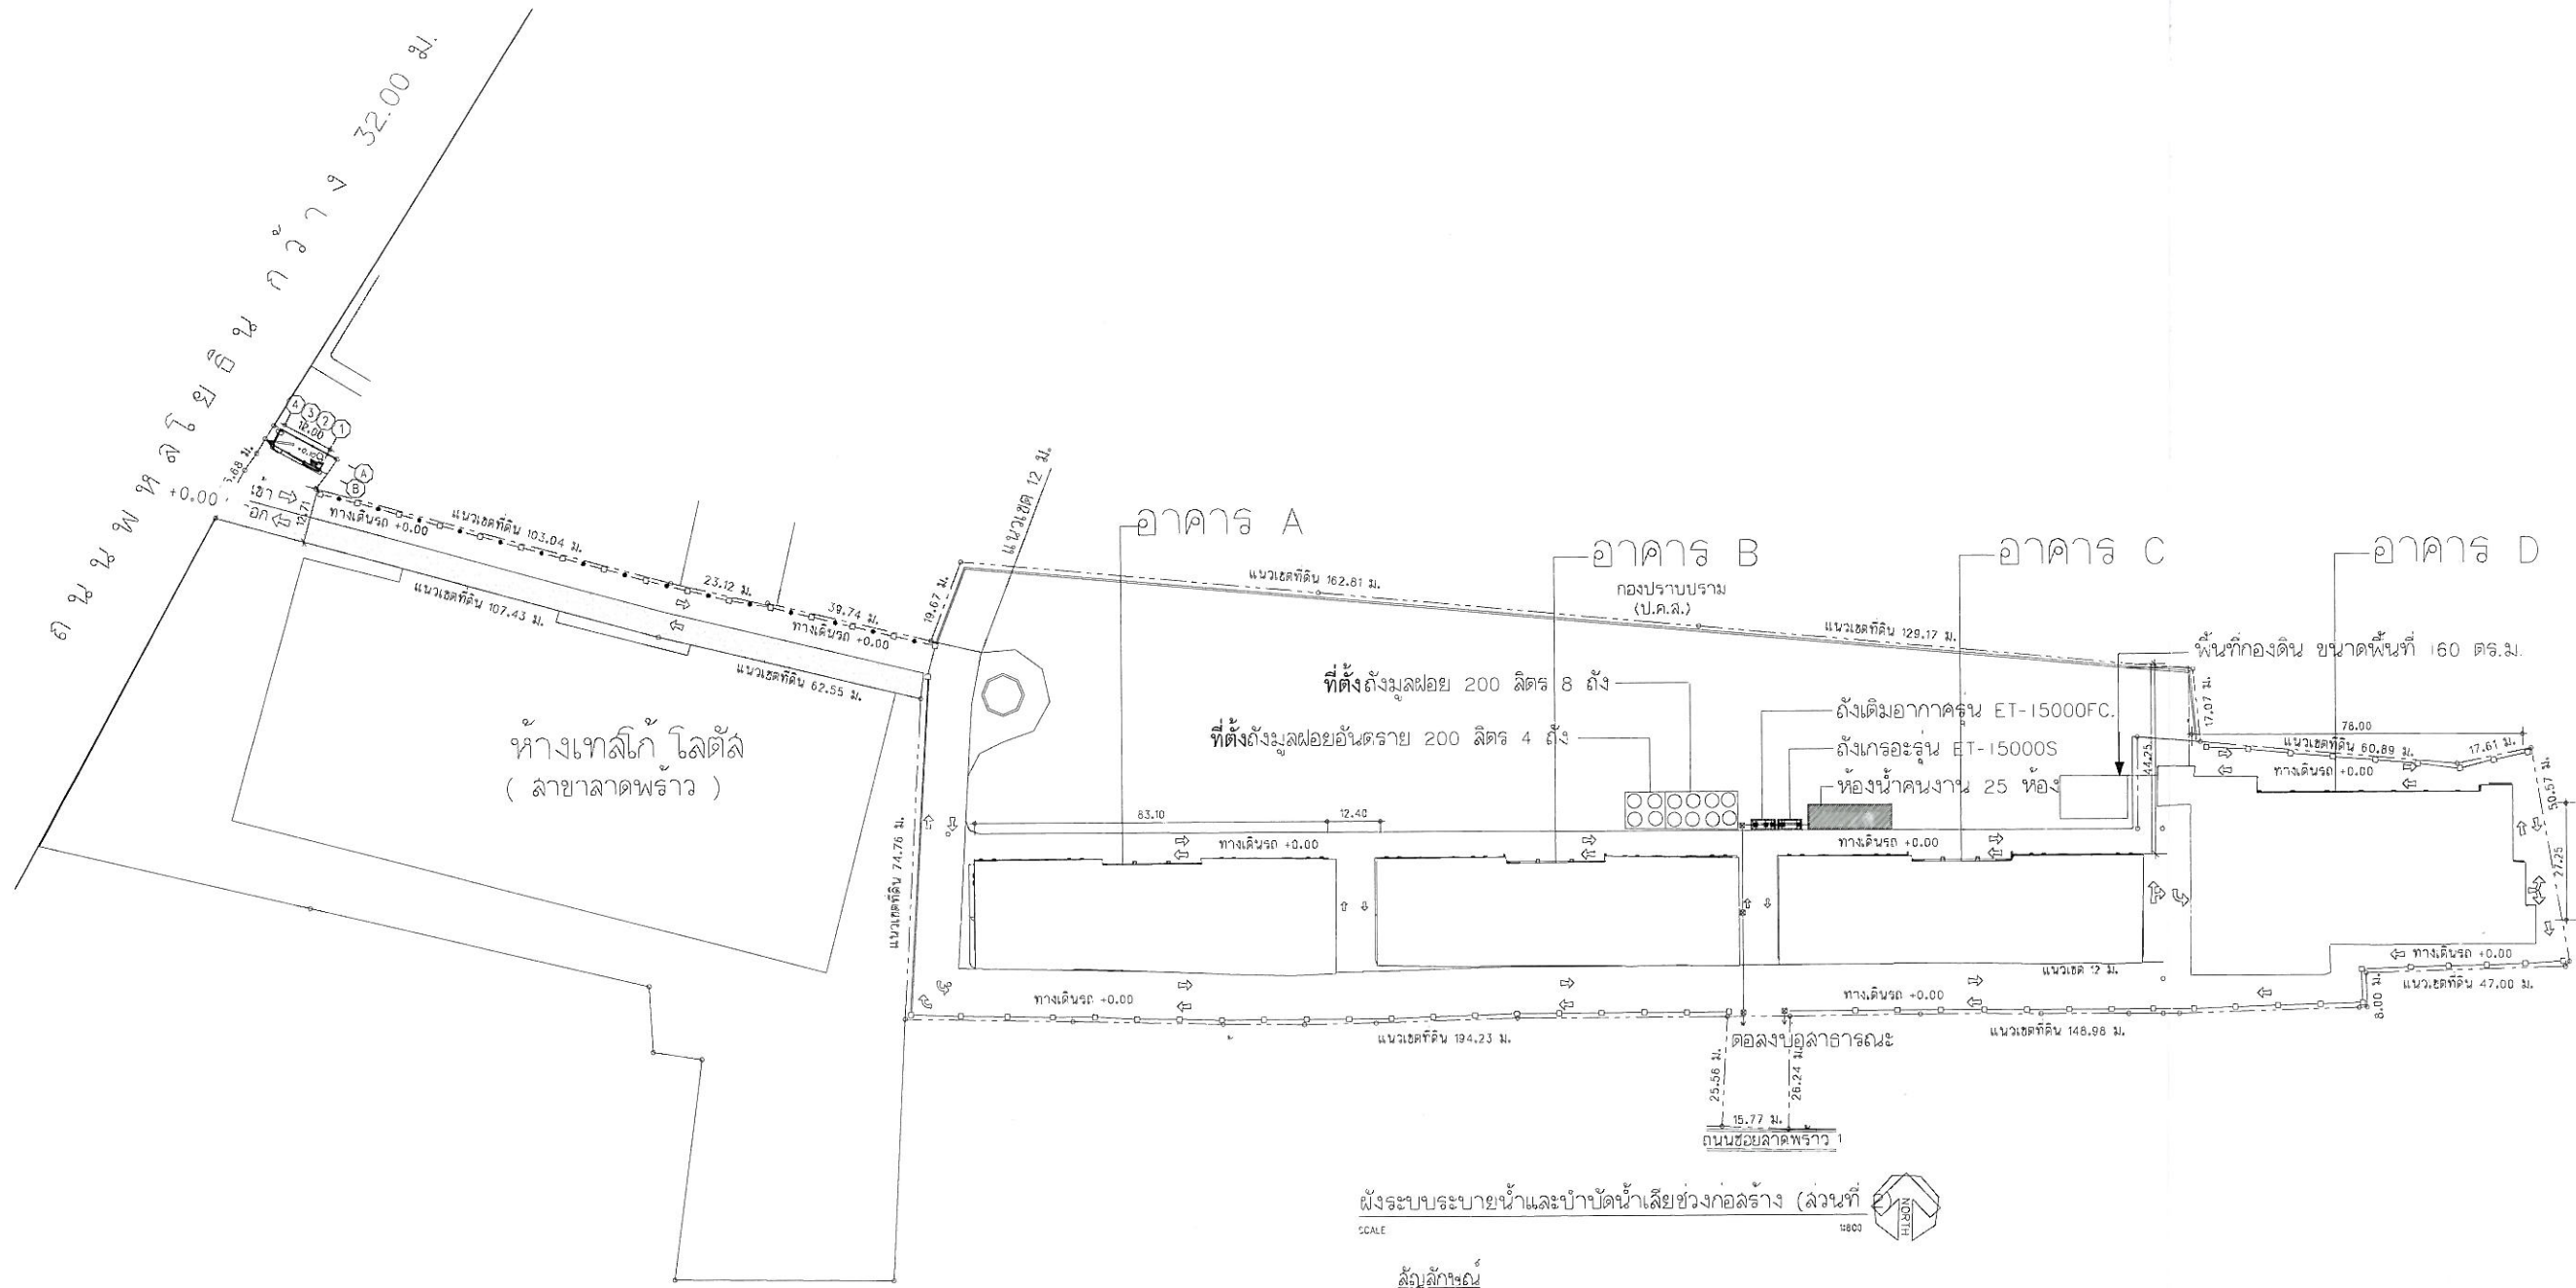 ถนนพหลโยธิน กว้าง 32.00 ม.
4
3
2
1
12.00
A
B
+0.00
เข้า
12.71
ทางเดินรถ +0.00
แนวเขตที่ดิน 103.04 ม.
23.12 ม.
39.74 ม.
ทางเดินรถ +0.00
แนวเขตที่ดิน 107.43 ม.
แนวเขตที่ดิน 62.55 ม.
19.67 ม.
แนวเขต 12 ม.
ห้างเทสโก้ โลตัส
( สาขาลาดพร้าว )
อาคาร A
อาคาร B
อาคาร C
อาคาร D
แนวเขตที่ดิน 162.81 ม.
กองปราบปราม
(ป.ค.ส.)
แนวเขตที่ดิน 129.17 ม.
พื้นที่กองดิน ขนาดพื้นที่ 160 ตร.ม.
ที่ตั้งถังมูลฝอย 200 ลิตร 8 ถัง
ที่ตั้งถังมูลฝอยอันตราย 200 ลิตร 4 ถัง
ถังเติมอากาศรุ่น ET-15000FC.
ถังเกรอะรุ่น ET-15000S
ห้องน้ำคนงาน 25 ห้อง
17.07 ม.
78.00
แนวเขตที่ดิน 60.89 ม.
17.61 ม.
ทางเดินรถ +0.00
44.25
50.57 ม.
27.25
83.10
12.40
ทางเดินรถ +0.00
ทางเดินรถ +0.00
แนวเขตที่ดิน 74.76 ม.
ทางเดินรถ +0.00
แนวเขต 12 ม.
ทางเดินรถ +0.00
ทางเดินรถ +0.00
แนวเขตที่ดิน 47.00 ม.
8.00 ม.
แนวเขตที่ดิน 194.23 ม.
ต่อลงบ่อสาธารณะ
แนวเขตที่ดิน 148.98 ม.
25.56 ม.
26.24 ม.
15.77 ม.
ถนนซอยลาดพร้าว 1
ผังระบบระบายน้ำและบำบัดน้ำเสียช่วงก่อสร้าง (ส่วนที่ 2)
NORTH
SCALE 1:800
สัญลักษณ์